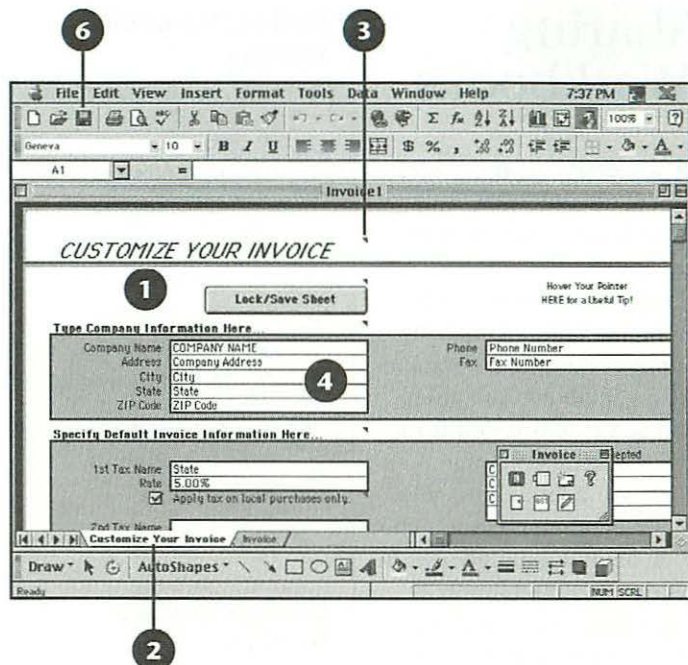 6
3
File Edit View Insert Format Tools Data Window Help 7:37 PM
100%
Geneva 10 B I U $ % ,
A1 =
Invoice1
CUSTOMIZE YOUR INVOICE
1
Lock/Save Sheet
Hover Your Pointer
HERE for a Useful Tip!
Type Company Information Here...
Company Name COMPANY NAME
Phone Phone Number
Address Company Address
Fax Fax Number
City City
4
State State
ZIP Code ZIP Code
Specify Default Invoice Information Here...
Invoice
1st Tax Name State
Rate 5.00%
Apply tax on local purchases only.
2nd Tax Name
Customize Your Invoice Invoice
Draw AutoShapes
Ready NUM SCRL
2